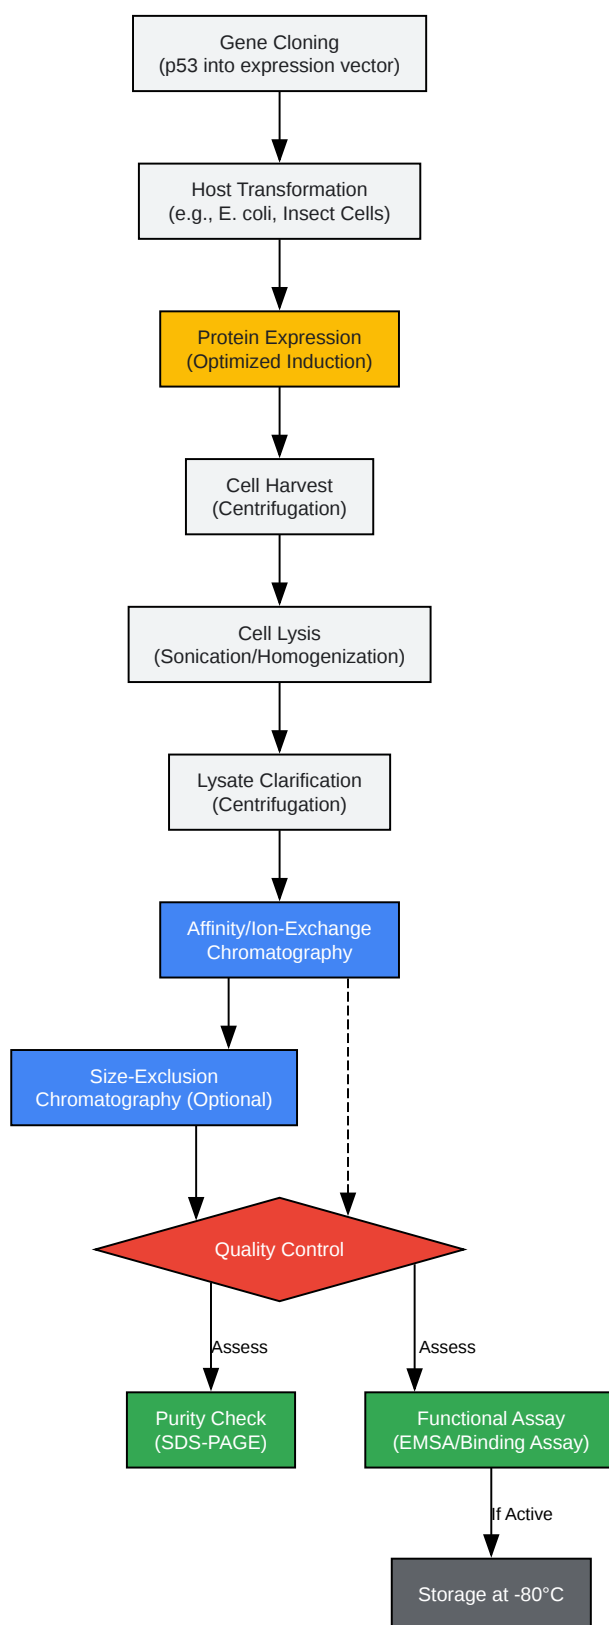 Gene Cloning
(p53 into expression vector)
Host Transformation
(e.g., E. coli, Insect Cells)
Protein Expression
(Optimized Induction)
Cell Harvest
(Centrifugation)
Cell Lysis
(Sonication/Homogenization)
Lysate Clarification
(Centrifugation)
Affinity/Ion-Exchange
Chromatography
Size-Exclusion
Chromatography (Optional)
Quality Control
Assess
Assess
Purity Check
(SDS-PAGE)
Functional Assay
(EMSA/Binding Assay)
If Active
Storage at -80°C